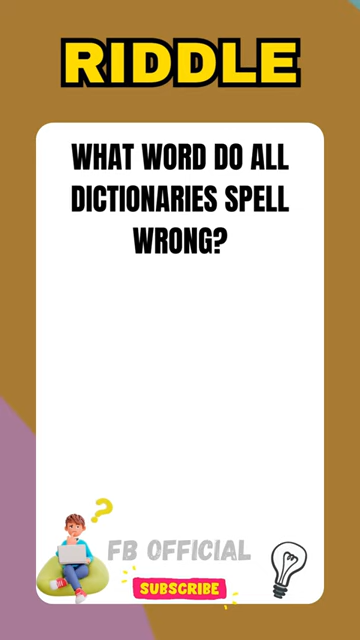 RIDDLE
WHAT WORD DO ALL
DICTIONARIES SPELL
WRONG?
?
FB OFFICIAL
SUBSCRIBE